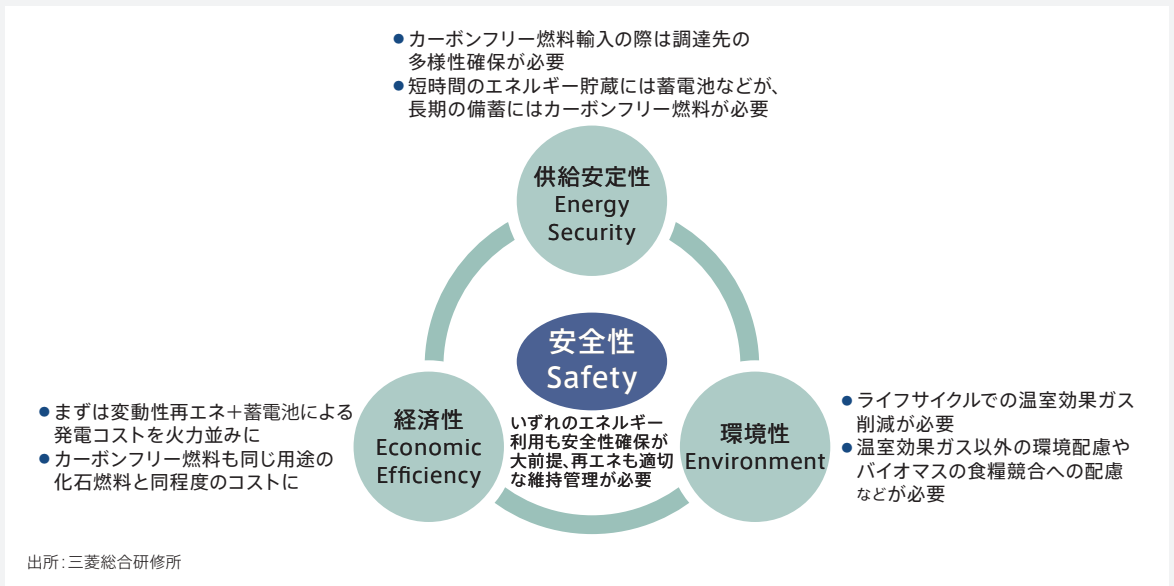 ●カーボンフリー燃料輸入の際は調達先の
多様性確保が必要
●短時間のエネルギー貯蔵には蓄電池などが、
長期の備蓄にはカーボンフリー燃料が必要
供給安定性
Energy
Security
安全性
Safety
いずれのエネルギー
利用も安全性確保が
大前提、再エネも適切
な維持管理が必要
●まずは変動性再エネ＋蓄電池による
発電コストを火力並みに
●カーボンフリー燃料も同じ用途の
化石燃料と同程度のコストに
経済性
Economic
Efficiency
環境性
Environment
●ライフサイクルでの温室効果ガス
削減が必要
●温室効果ガス以外の環境配慮や
バイオマスの食糧競合への配慮
などが必要
出所：三菱総合研修所